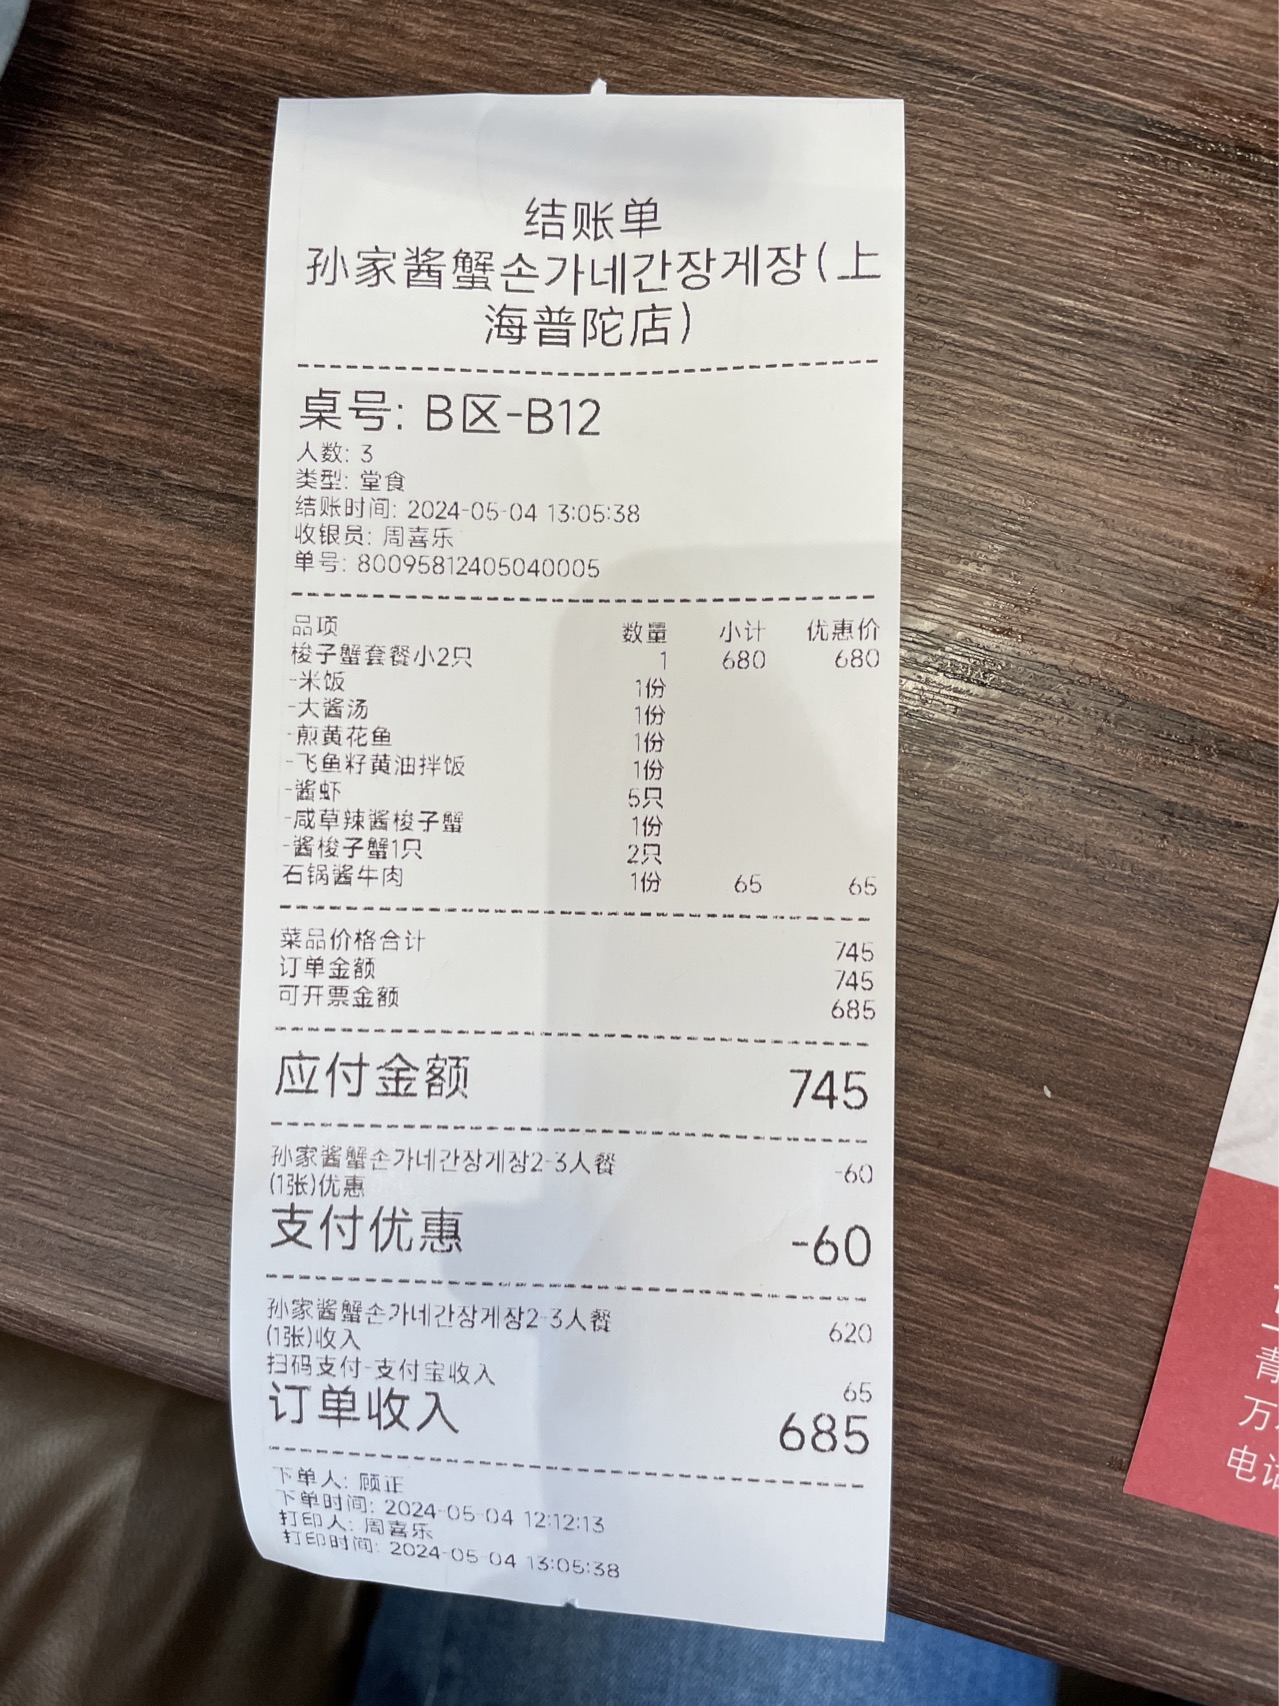 结账单
孙家酱蟹손가네간장게장(上
海普陀店)
桌号: B区-B12
人数: 3
类型: 堂食
结账时间: 2024-05-04 13:05:38
收银员: 周喜乐
单号: 80095812405040005
品项 数量 小计 优惠价
梭子蟹套餐小2只 1 680 680
-米饭 1份
-大酱汤 1份
-煎黄花鱼 1份
-飞鱼籽黄油拌饭 1份
-酱虾 5只
-咸草辣酱梭子蟹 1份
-酱梭子蟹1只 2只
石锅酱牛肉 1份 65 65
菜品价格合计 745
订单金额 745
可开票金额 685
应付金额 745
孙家酱蟹손가네간장게장2-3人餐 -60
(1张)优惠
支付优惠 -60
孙家酱蟹손가네간장게장2-3人餐 620
(1张)收入
扫码支付-支付宝收入 65
订单收入 685
下单人: 顾正
下单时间: 2024-05-04 12:12:13
打印人: 周喜乐
打印时间: 2024-05-04 13:05:38
青
万
电话